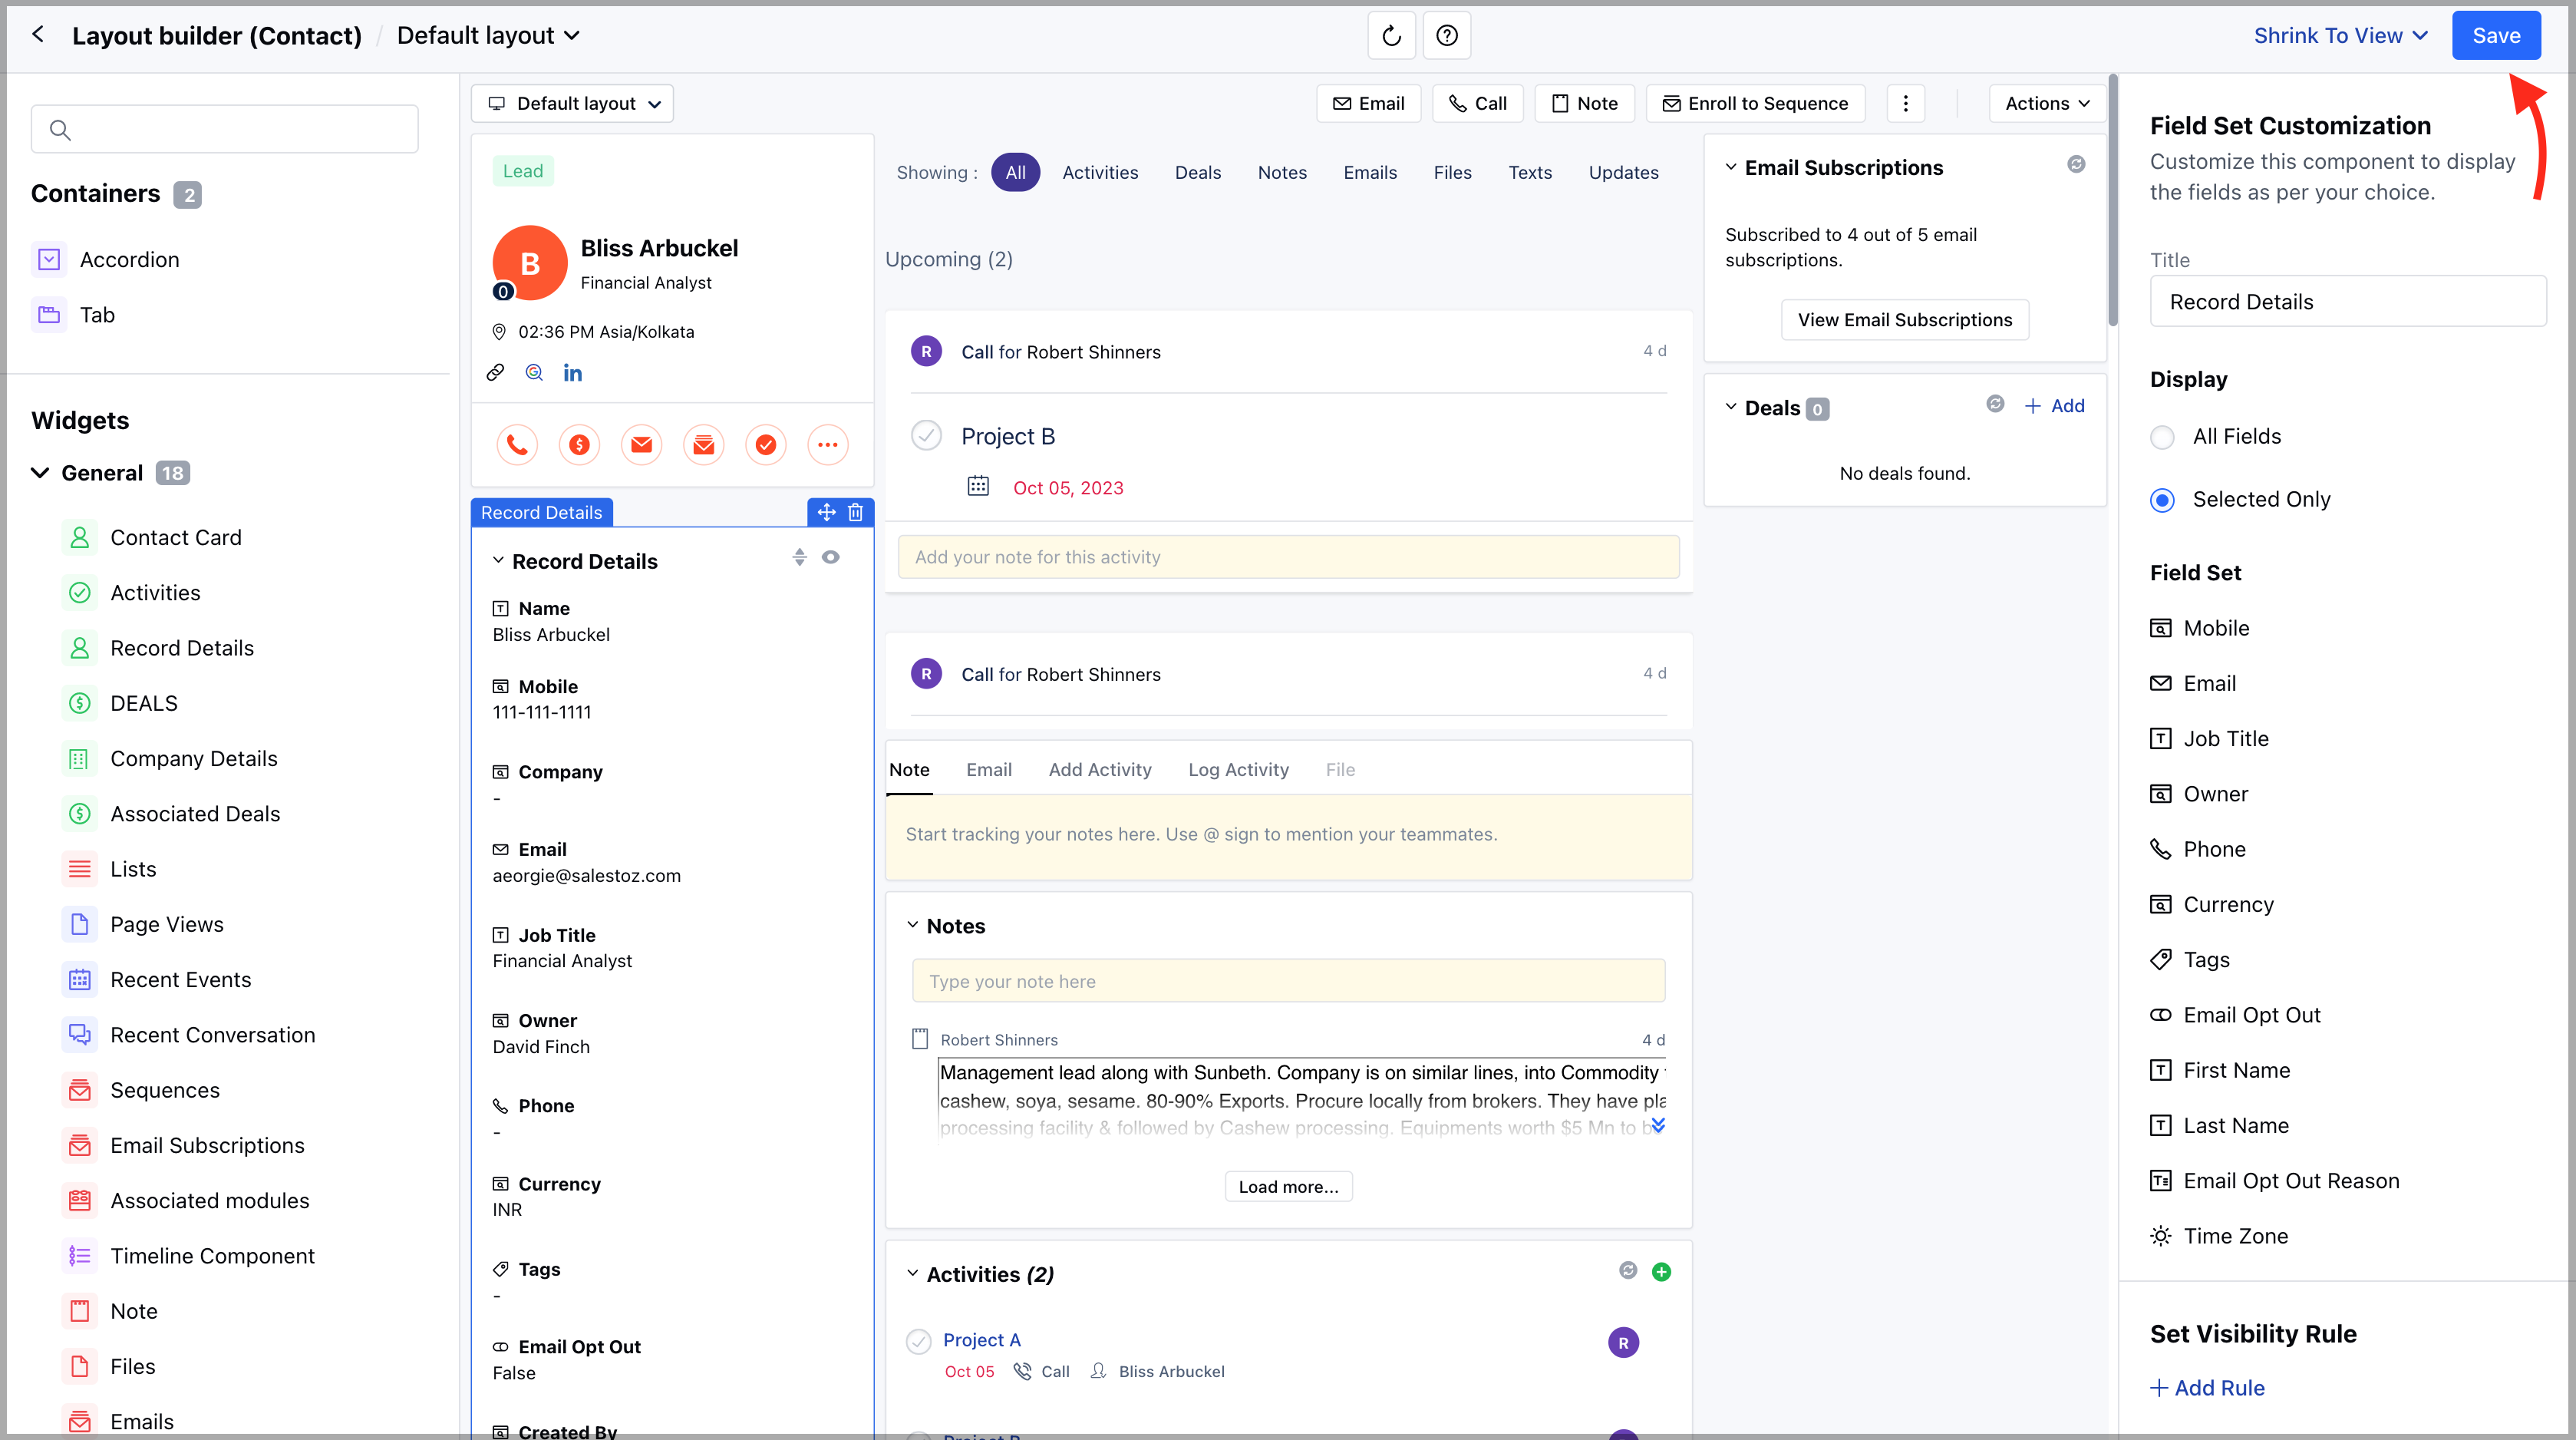 Layout builder (Contact) / Default layout
Shrink To View
Save
Containers 2
Accordion
Tab
Widgets
General 18
Contact Card
Activities
Record Details
DEALS
Company Details
Associated Deals
Lists
Page Views
Recent Events
Recent Conversation
Sequences
Email Subscriptions
Associated modules
Timeline Component
Note
Files
Emails
Default layout
Email
Call
Note
Enroll to Sequence
Actions
Lead
B
0
Bliss Arbuckel
Financial Analyst
02:36 PM Asia/Kolkata
in
Record Details
Record Details
Name
Bliss Arbuckel
Mobile
111-111-1111
Company
-
Email
aeorgie@salestoz.com
Job Title
Financial Analyst
Owner
David Finch
Phone
-
Currency
INR
Tags
-
Email Opt Out
False
Created By
Showing : All Activities Deals Notes Emails Files Texts Updates
Upcoming (2)
R Call for Robert Shinners 4 d
Project B
Oct 05, 2023
Add your note for this activity
R Call for Robert Shinners 4 d
Note Email Add Activity Log Activity File
Start tracking your notes here. Use @ sign to mention your teammates.
Notes
Type your note here
Robert Shinners 4 d
Management lead along with Sunbeth. Company is on similar lines, into Commodity
cashew, soya, sesame. 80-90% Exports. Procure locally from brokers. They have pla
processing facility & followed by Cashew processing. Equipments worth $5 Mn to b
Load more...
Activities (2)
Project A
R
Oct 05 Call Bliss Arbuckel
Project B
Email Subscriptions
Subscribed to 4 out of 5 email
subscriptions.
View Email Subscriptions
Deals 0
+ Add
No deals found.
Field Set Customization
Customize this component to display
the fields as per your choice.
Title
Record Details
Display
All Fields
Selected Only
Field Set
Mobile
Email
Job Title
Owner
Phone
Currency
Tags
Email Opt Out
First Name
Last Name
Email Opt Out Reason
Time Zone
Set Visibility Rule
+ Add Rule